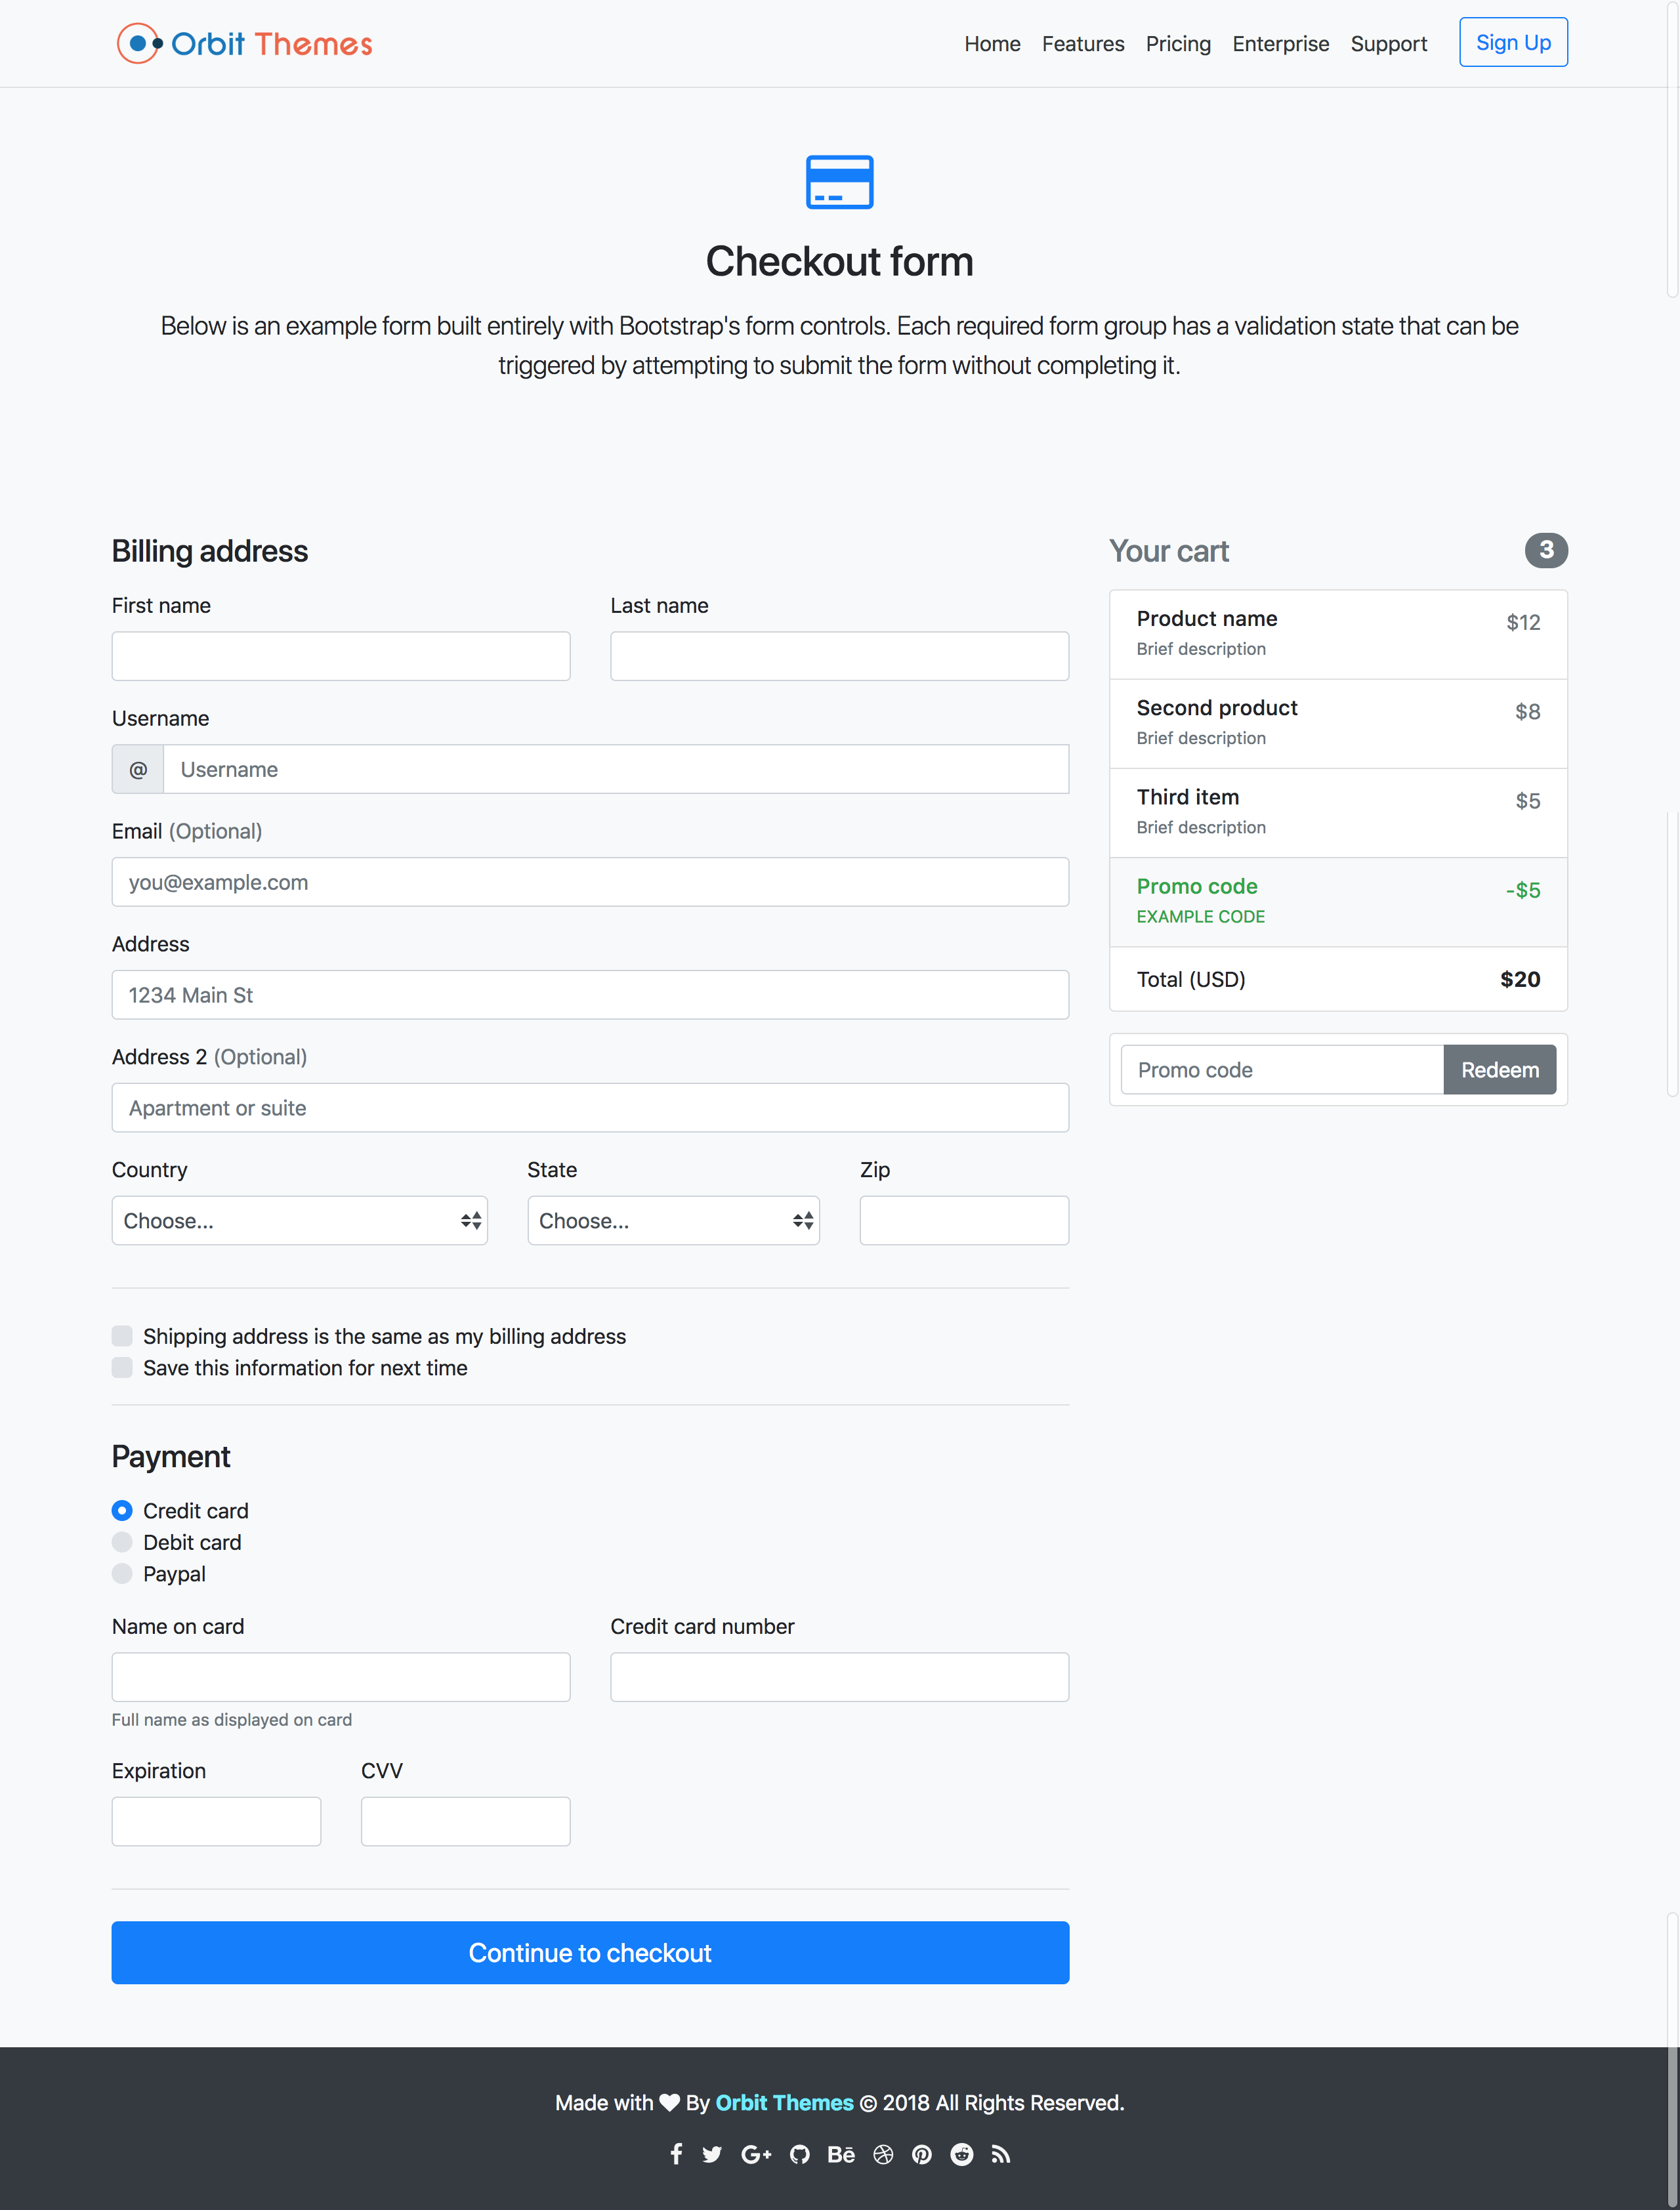 Orbit Themes
Home Features Pricing Enterprise Support Sign Up
Checkout form
Below is an example form built entirely with Bootstrap's form controls. Each required form group has a validation state that can be
triggered by attempting to submit the form without completing it.
Billing address
First name Last name
Username
@ Username
Email (Optional)
you@example.com
Address
1234 Main St
Address 2 (Optional)
Apartment or suite
Country State Zip
Choose... Choose...
Shipping address is the same as my billing address
Save this information for next time
Payment
Credit card
Debit card
Paypal
Name on card Credit card number
Full name as displayed on card
Expiration CVV
Continue to checkout
Your cart 3
Product name $12
Brief description
Second product $8
Brief description
Third item $5
Brief description
Promo code -$5
EXAMPLE CODE
Total (USD) $20
Promo code Redeem
Made with By Orbit Themes © 2018 All Rights Reserved.